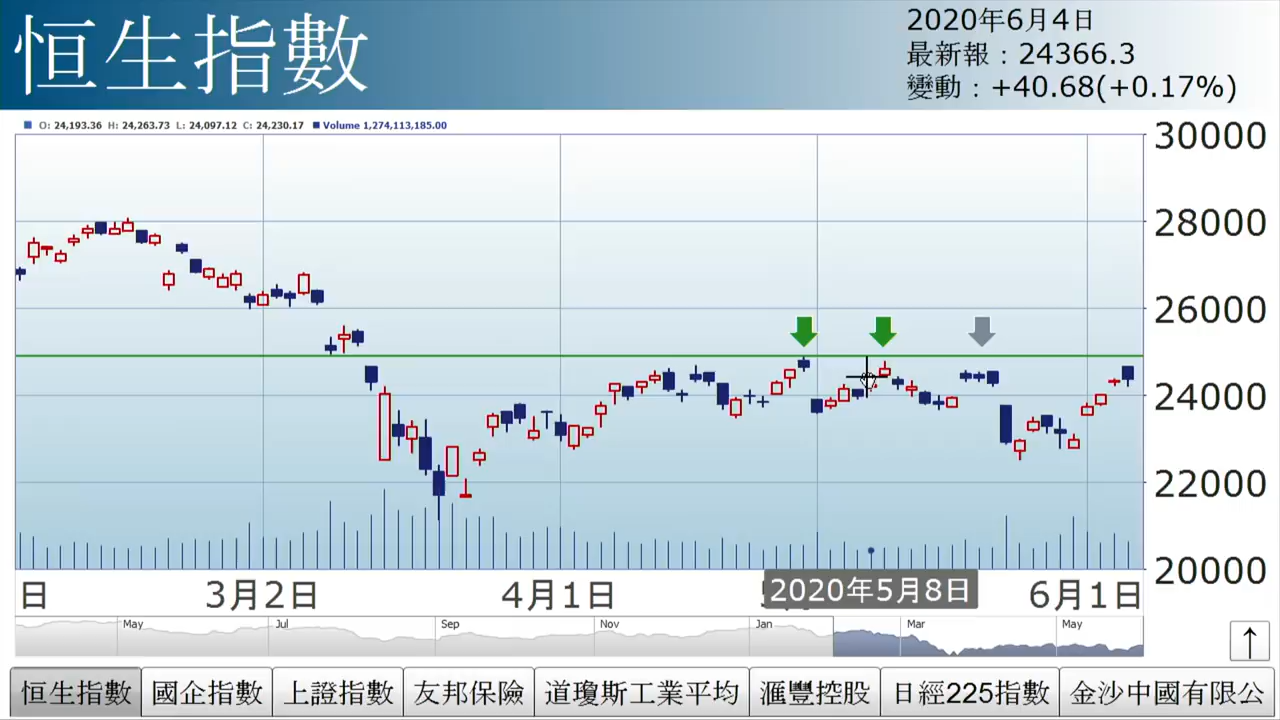 恒生指數
2020年6月4日
最新報：24366.3
變動：+40.68(+0.17%)
O: 24,193.36 H: 24,263.73 L: 24,097.12 C: 24,230.17 Volume 1,274,113,185.00
30000
28000
26000
24000
22000
20000
日 3月2日 4月1日 2020年5月8日 6月1日
May Jul Sep Nov Jan Mar May
↑
恒生指數 國企指數 上證指數 友邦保險 道瓊斯工業平均 滙豐控股 日經225指數 金沙中國有限公